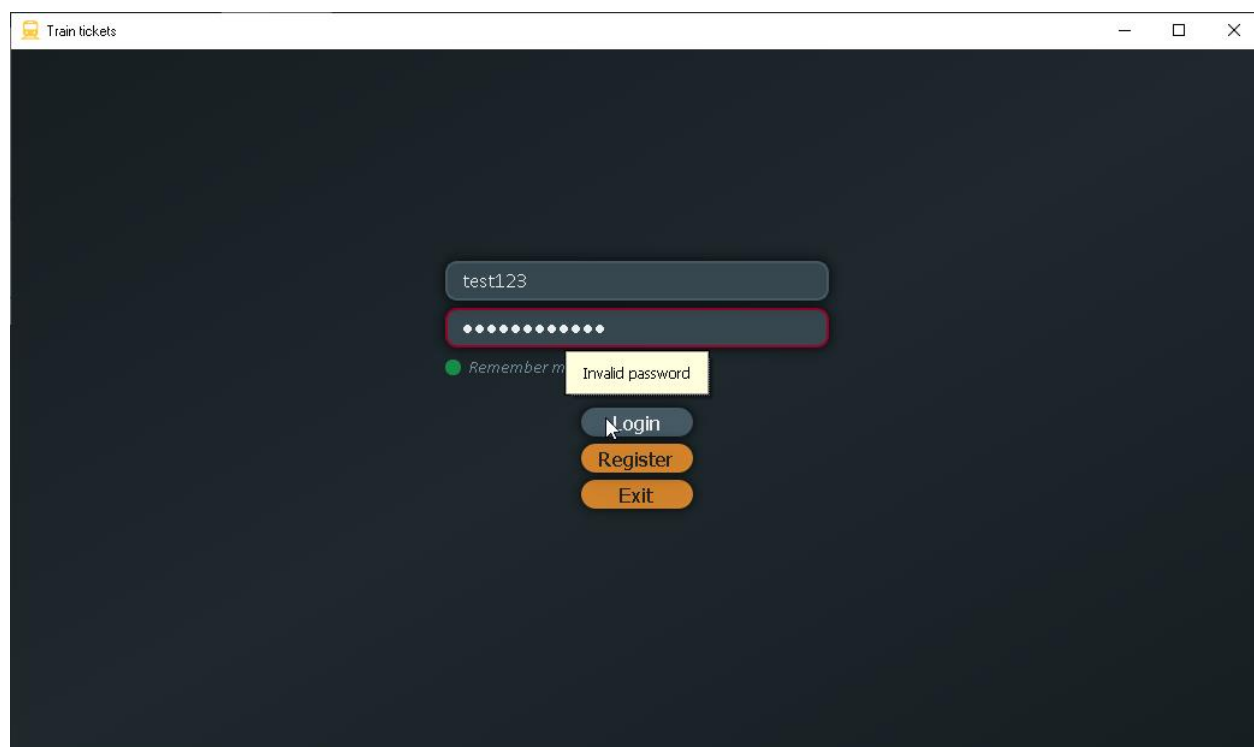 Train tickets
test123
●●●●●●●●●●●●
Remember m
Invalid password
Login
Register
Exit